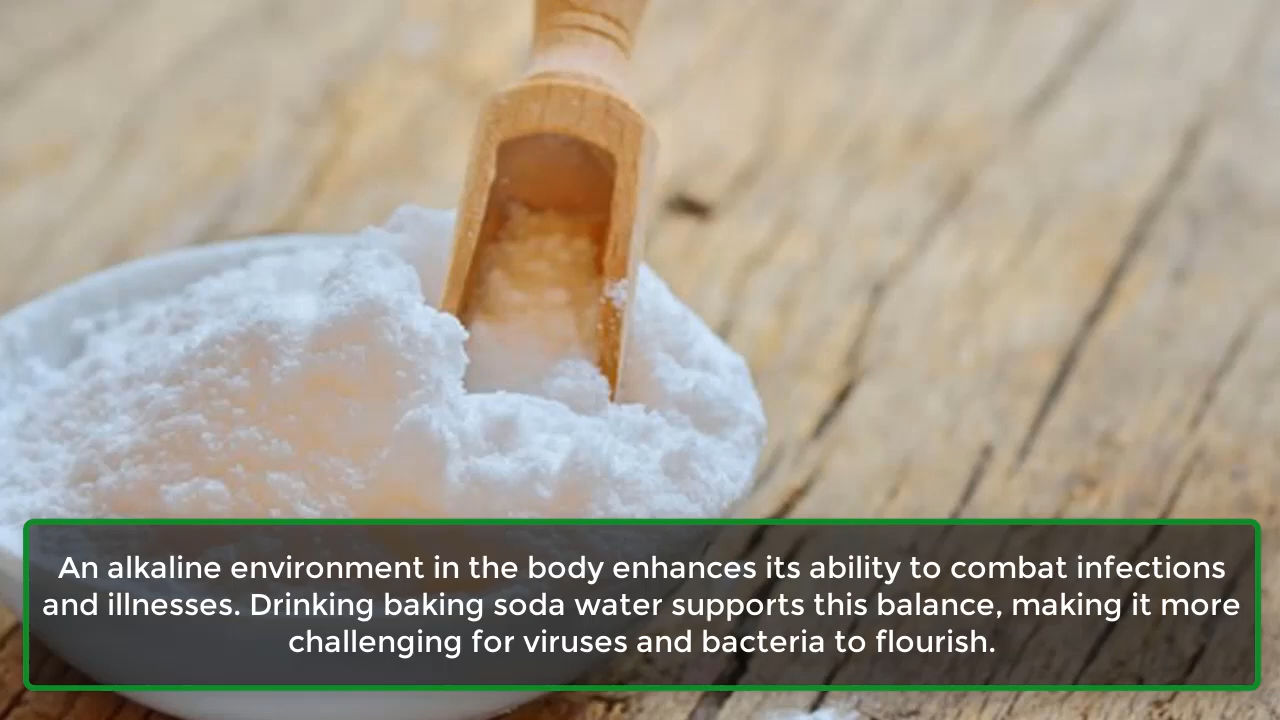 An alkaline environment in the body enhances its ability to combat infections
and illnesses. Drinking baking soda water supports this balance, making it more
challenging for viruses and bacteria to flourish.